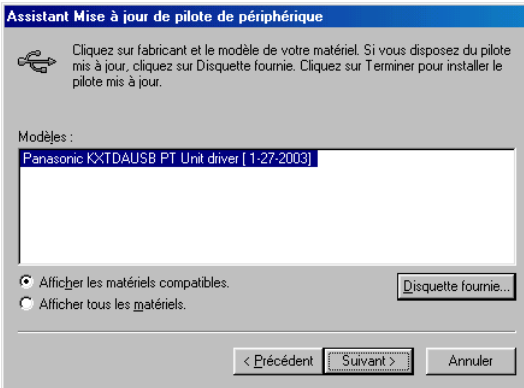 Assistant Mise à jour de pilote de périphérique
Cliquez sur fabricant et le modèle de votre matériel. Si vous disposez du pilote
mis à jour, cliquez sur Disquette fournie. Cliquez sur Terminer pour installer le
pilote mis à jour.
Modèles :
Panasonic KXTDAUSB PT Unit driver [ 1-27-2003]
Afficher les matériels compatibles.
Afficher tous les matériels.
Disquette fournie...
< Précédent
Suivant >
Annuler